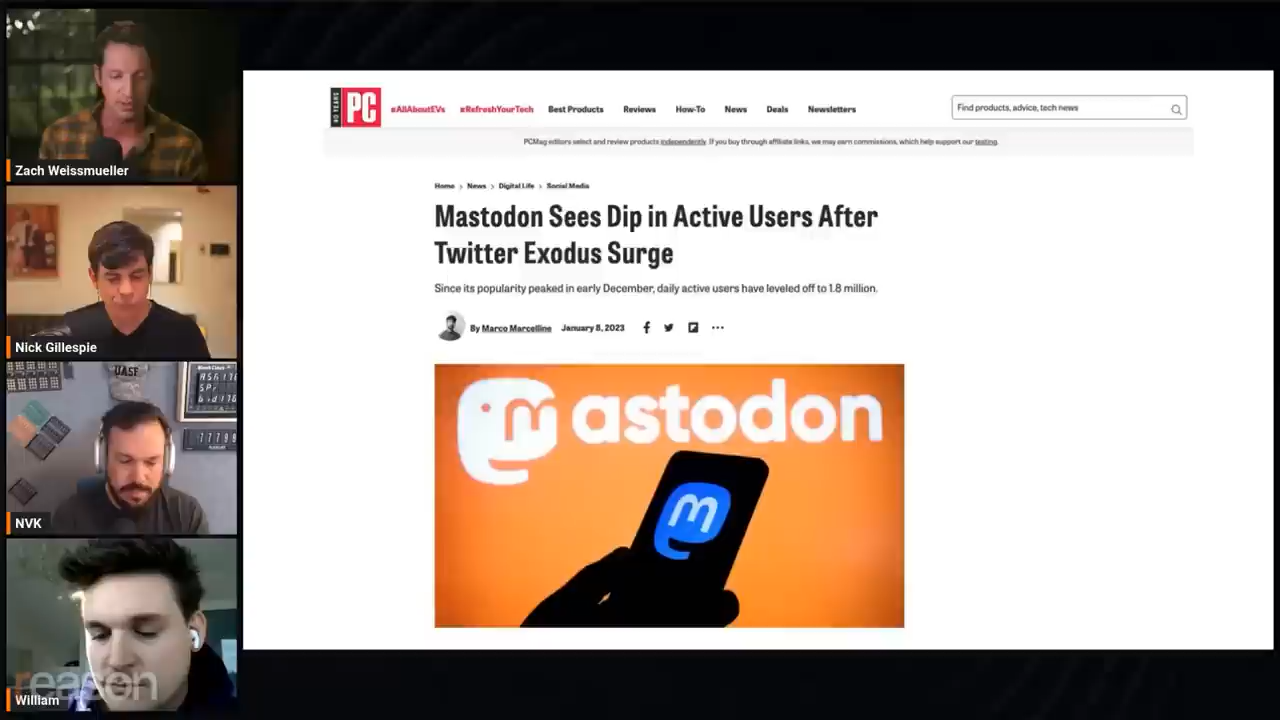 Zach Weissmueller
Nick Gillespie
NVK
William
reason
40 YEARS
PC
#AllAboutEVs
#RefreshYourTech
Best Products
Reviews
How-To
News
Deals
Newsletters
Find products, advice, tech news
PCMag editors select and review products independently. If you buy through affiliate links, we may earn commissions, which help support our testing.
Home > News > Digital Life > Social Media
Mastodon Sees Dip in Active Users After
Twitter Exodus Surge
Since its popularity peaked in early December, daily active users have leveled off to 1.8 million.
By Marco Marcelline January 8, 2023
mastodon
m